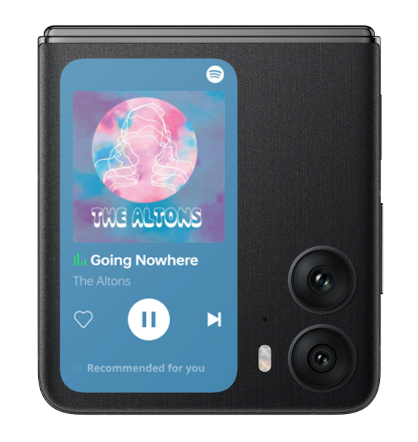 THE ALTONS
Going Nowhere
The Altons
Recommended for you